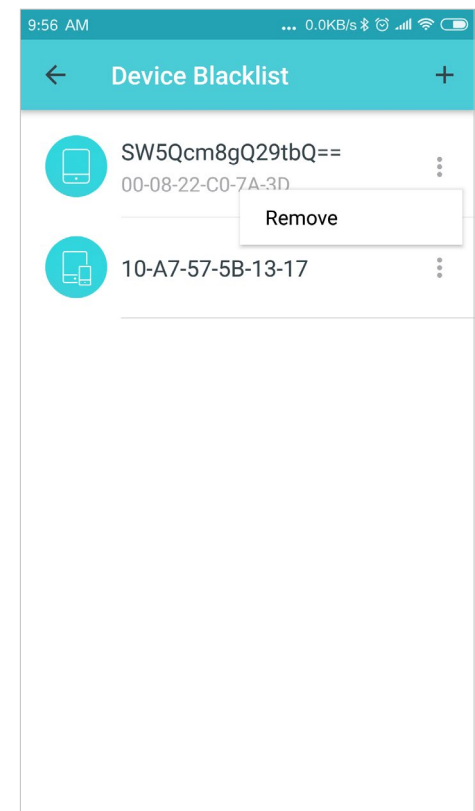 9:56 AM ... 0.0KB/s
Device Blacklist
SW5Qcm8gQ29tbQ==
00-08-22-C0-7A-3D
Remove
10-A7-57-5B-13-17